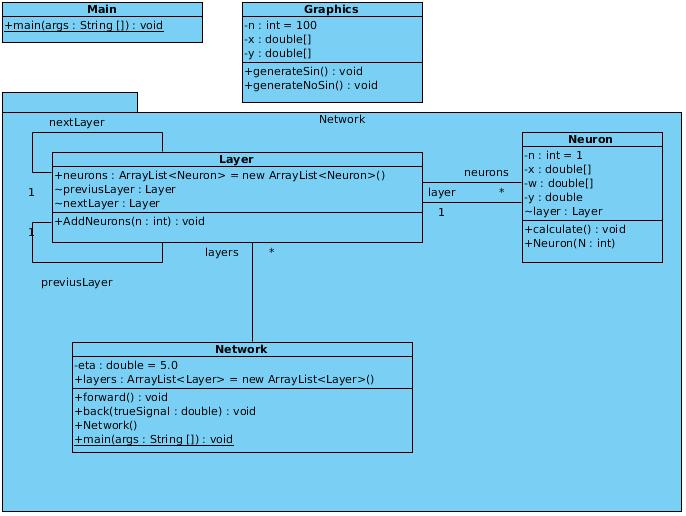 Main
+main(args : String []) : void
Graphics
-n : int = 100
-x : double[]
-y : double[]
+generateSin() : void
+generateNoSin() : void
Network
nextLayer
1
Layer
+neurons : ArrayList<Neuron> = new ArrayList<Neuron>()
~previusLayer : Layer
~nextLayer : Layer
+AddNeurons(n : int) : void
1
previusLayer
neurons
layer
*
1
Neuron
-n : int = 1
-x : double[]
-w : double[]
-y : double
~layer : Layer
+calculate() : void
+Neuron(N : int)
layers
*
Network
-eta : double = 5.0
+layers : ArrayList<Layer> = new ArrayList<Layer>()
+forward() : void
+back(trueSignal : double) : void
+Network()
+main(args : String []) : void